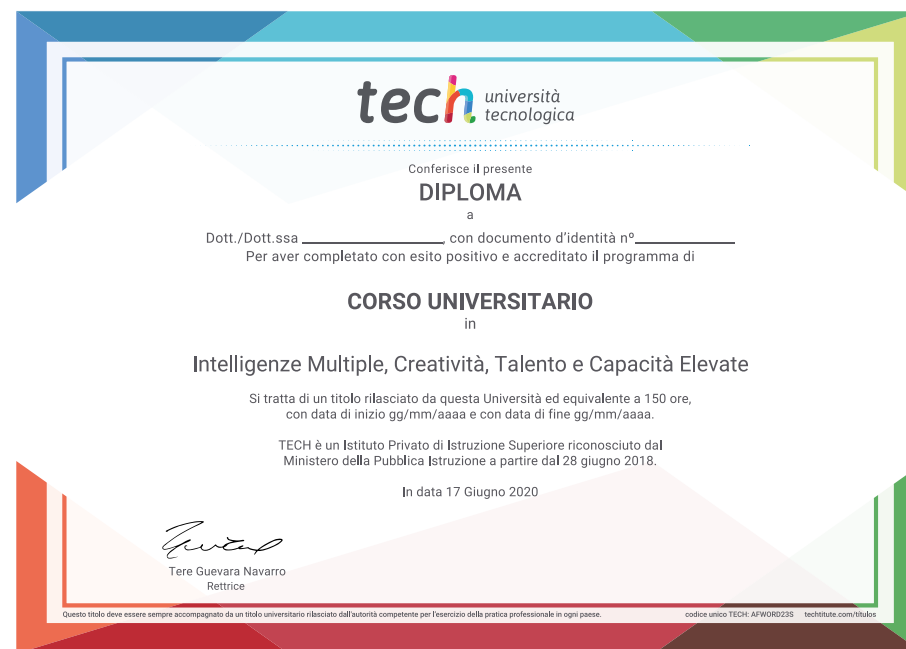 tech università
tecnologica
Conferisce il presente
DIPLOMA
a
Dott./Dott.ssa ____________________, con documento d'identità nº______________
Per aver completato con esito positivo e accreditato il programma di
CORSO UNIVERSITARIO
in
Intelligenze Multiple, Creatività, Talento e Capacità Elevate
Si tratta di un titolo rilasciato da questa Università ed equivalente a 150 ore,
con data di inizio gg/mm/aaaa e con data di fine gg/mm/aaaa.
TECH è un Istituto Privato di Istruzione Superiore riconosciuto dal
Ministero della Pubblica Istruzione a partire dal 28 giugno 2018.
In data 17 Giugno 2020
Tere Guevara Navarro
Rettrice
Questo titolo deve essere sempre accompagnato da un titolo universitario rilasciato dall'autorità competente per l'esercizio della pratica professionale in ogni paese. codice unico TECH: AFWORD23S techtitute.com/titulos